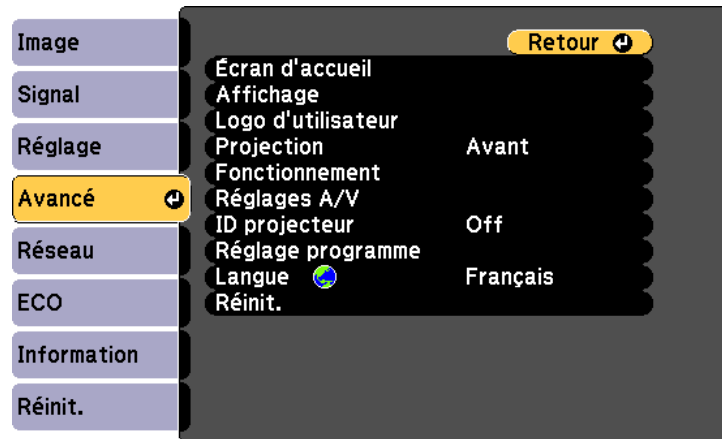 Image
Signal
Réglage
Avancé
Réseau
ECO
Information
Réinit.
Retour
Écran d'accueil
Affichage
Logo d'utilisateur
Projection Avant
Fonctionnement
Réglages A/V
ID projecteur Off
Réglage programme
Langue Français
Réinit.